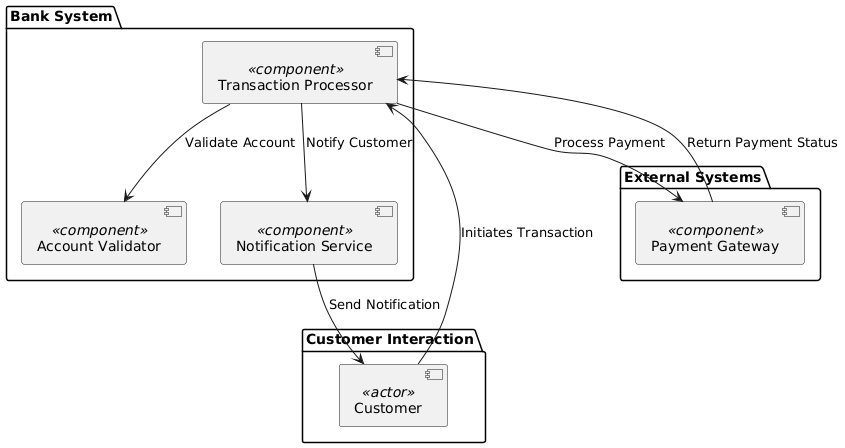 Bank System
«component»
Transaction Processor
Validate Account
Notify Customer
Process Payment
Return Payment Status
External Systems
«component»
Account Validator
«component»
Notification Service
Initiates Transaction
«component»
Payment Gateway
Send Notification
Customer Interaction
«actor»
Customer